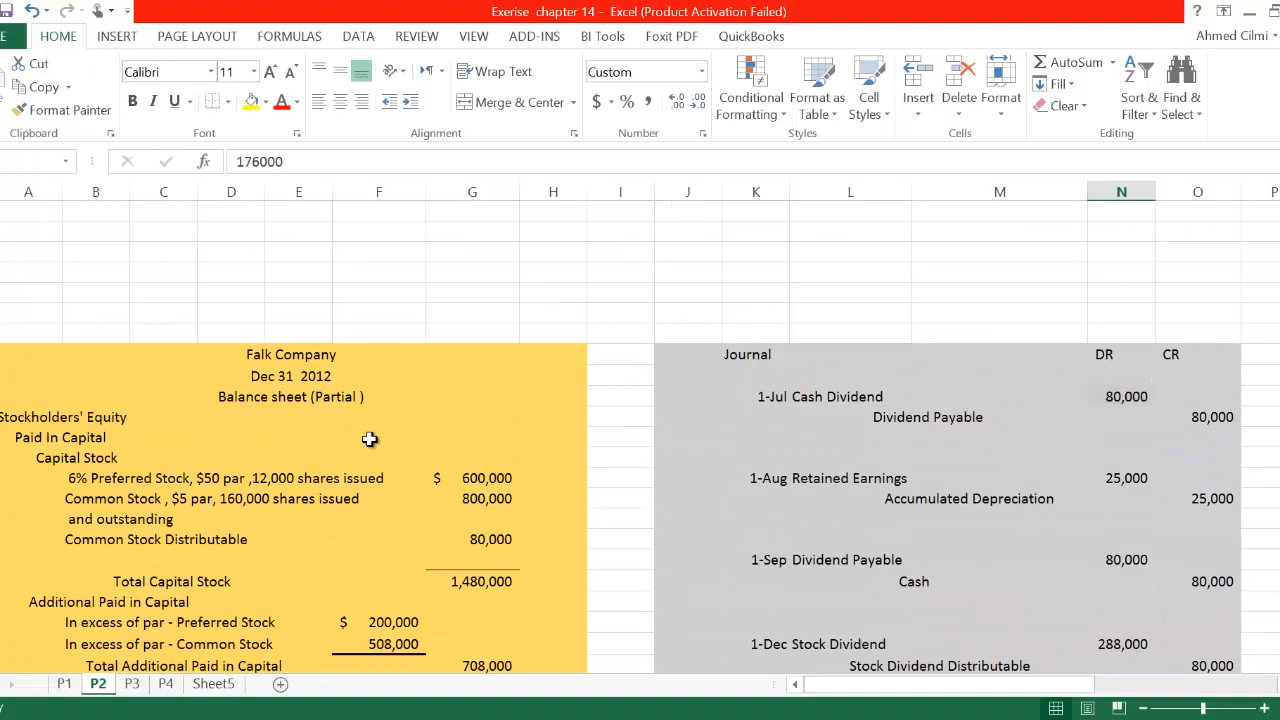 Exerise chapter 14 - Excel (Product Activation Failed)
?
E HOME INSERT PAGE LAYOUT FORMULAS DATA REVIEW VIEW ADD-INS BI Tools Foxit PDF QuickBooks Ahmed Cilmi
Cut
Copy
Format Painter
Clipboard
Calibri 11
B I U
Font
Wrap Text
Merge & Center
Alignment
Custom
$ % ,
Number
Conditional Formatting
Format as Table
Cell Styles
Styles
Insert Delete Format
Cells
AutoSum
Fill
Clear
Sort & Filter
Find & Select
Editing
fx 176000
A B C D E F G H I J K L M N O P
Falk Company
Dec 31 2012
Balance sheet (Partial )
Stockholders' Equity
Paid In Capital
Capital Stock
6% Preferred Stock, $50 par ,12,000 shares issued $ 600,000
Common Stock , $5 par, 160,000 shares issued 800,000
and outstanding
Common Stock Distributable 80,000
Total Capital Stock 1,480,000
Additional Paid in Capital
In excess of par - Preferred Stock $ 200,000
In excess of par - Common Stock 508,000
Total Additional Paid in Capital 708,000
Journal DR CR
1-Jul Cash Dividend 80,000
Dividend Payable 80,000
1-Aug Retained Earnings 25,000
Accumulated Depreciation 25,000
1-Sep Dividend Payable 80,000
Cash 80,000
1-Dec Stock Dividend 288,000
Stock Dividend Distributable 80,000
P1 P2 P3 P4 Sheet5
Y